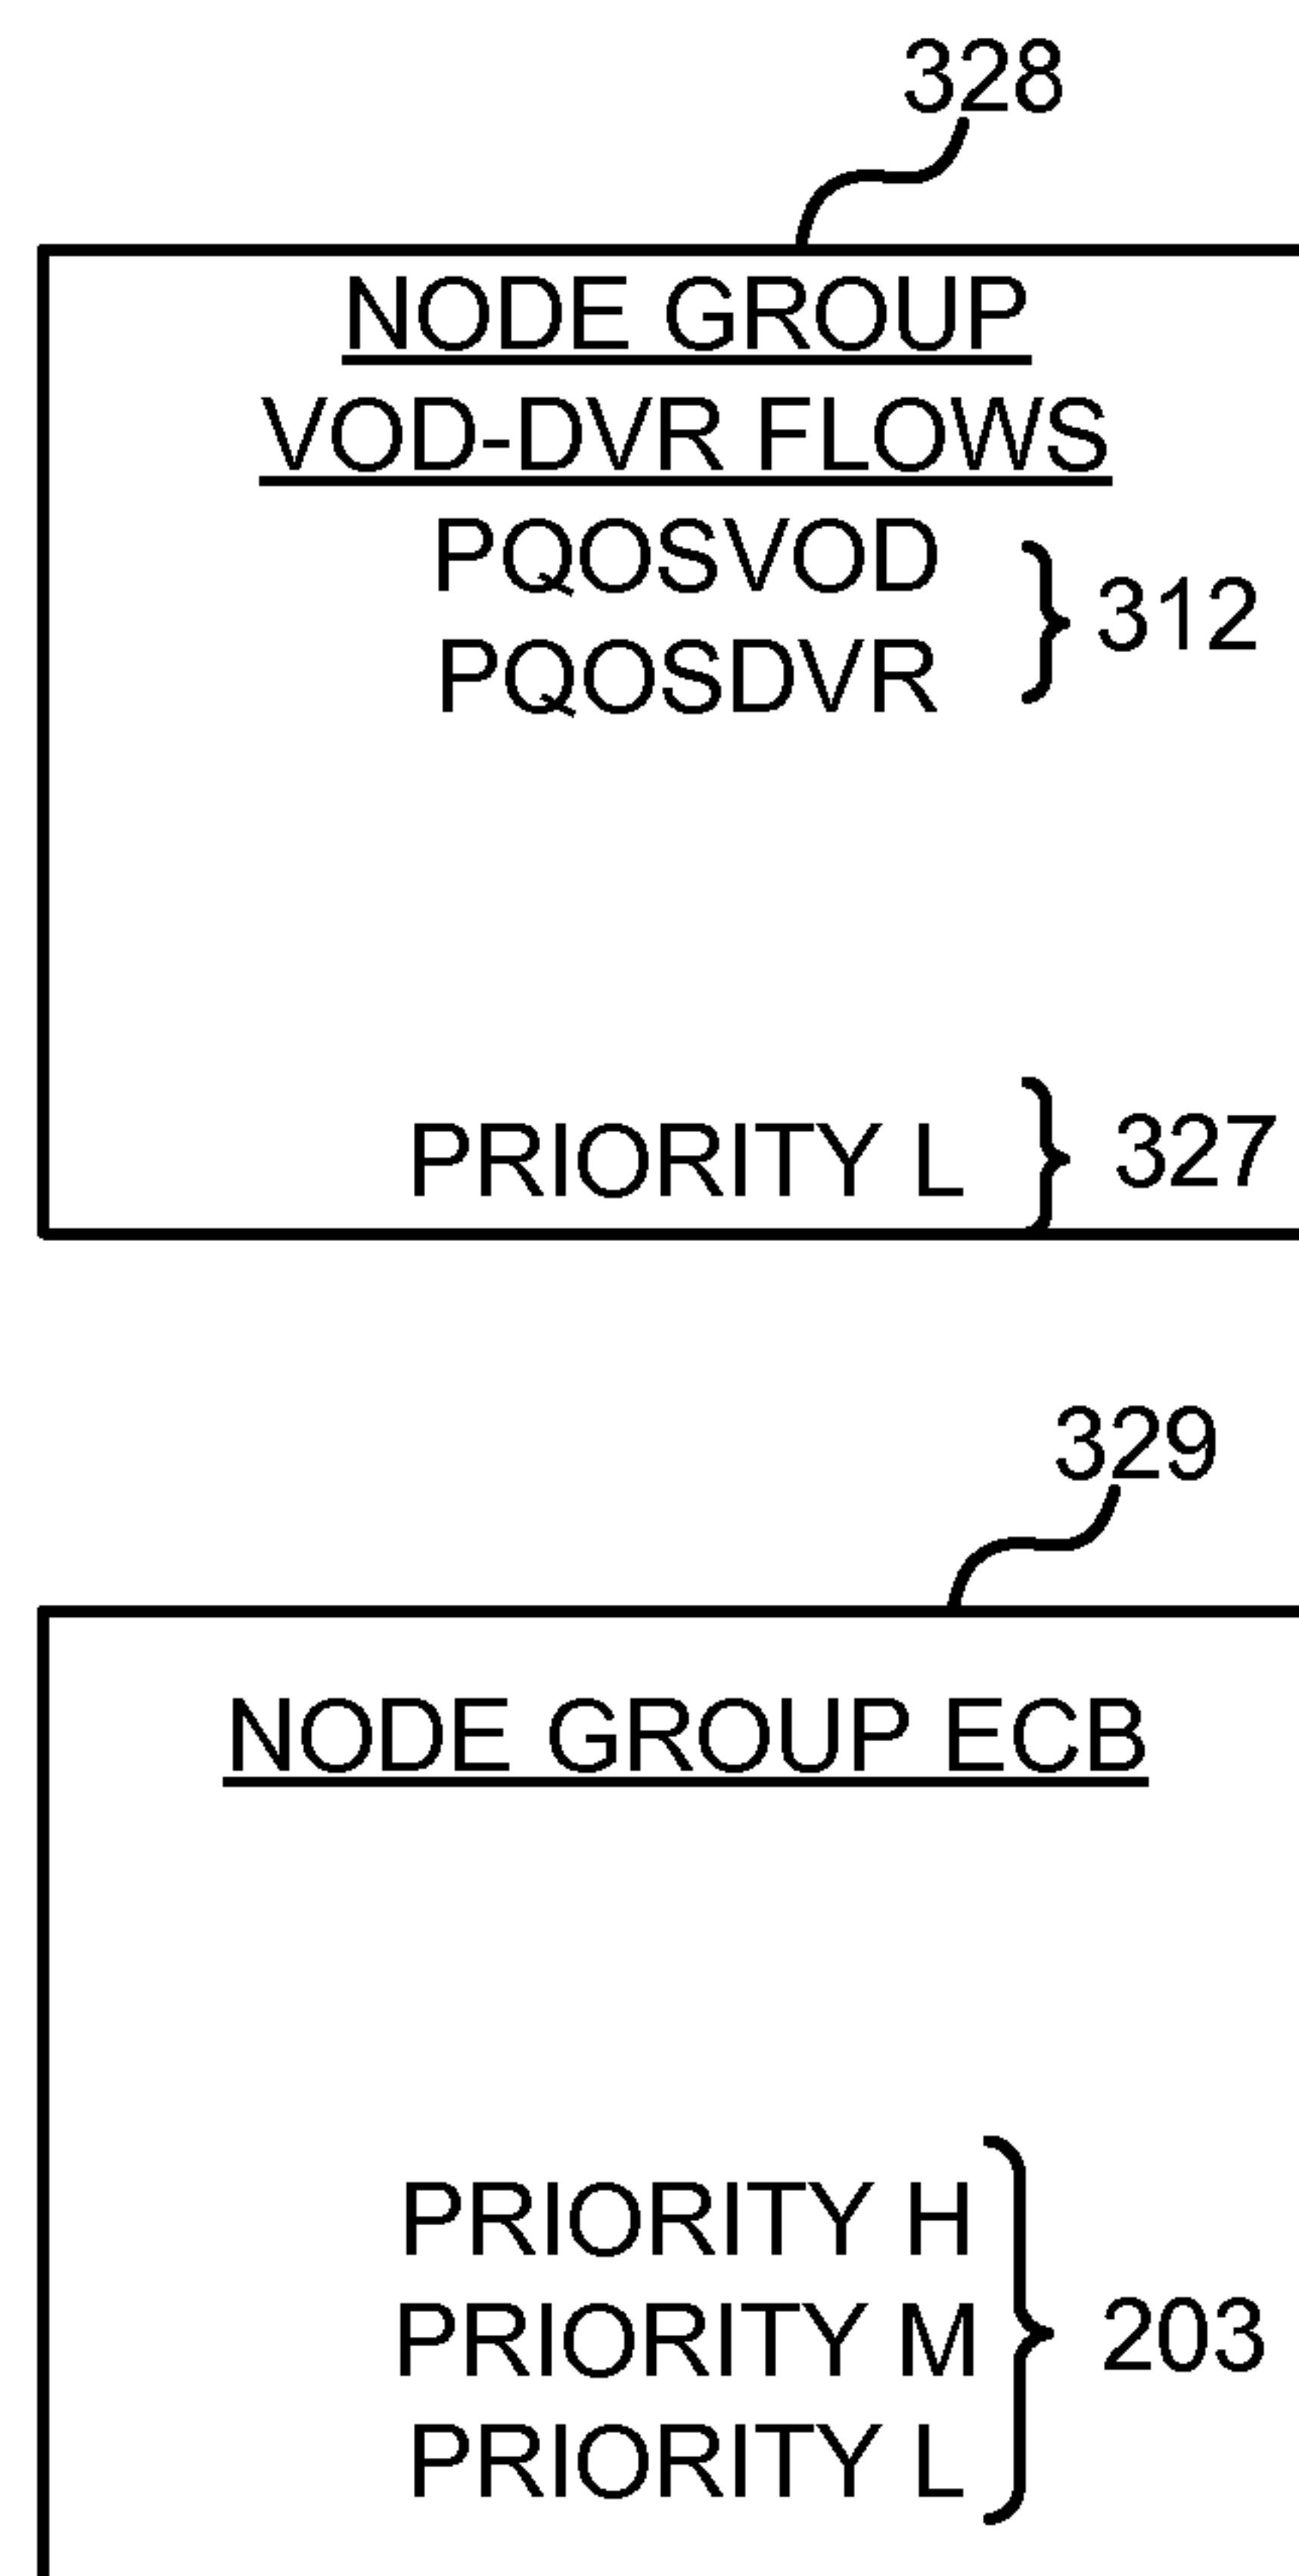 328
NODE GROUP
VOD-DVR FLOWS
PQOSVOD
PQOSDVR
312
PRIORITY L
327
329
NODE GROUP ECB
PRIORITY H
PRIORITY M
PRIORITY L
203